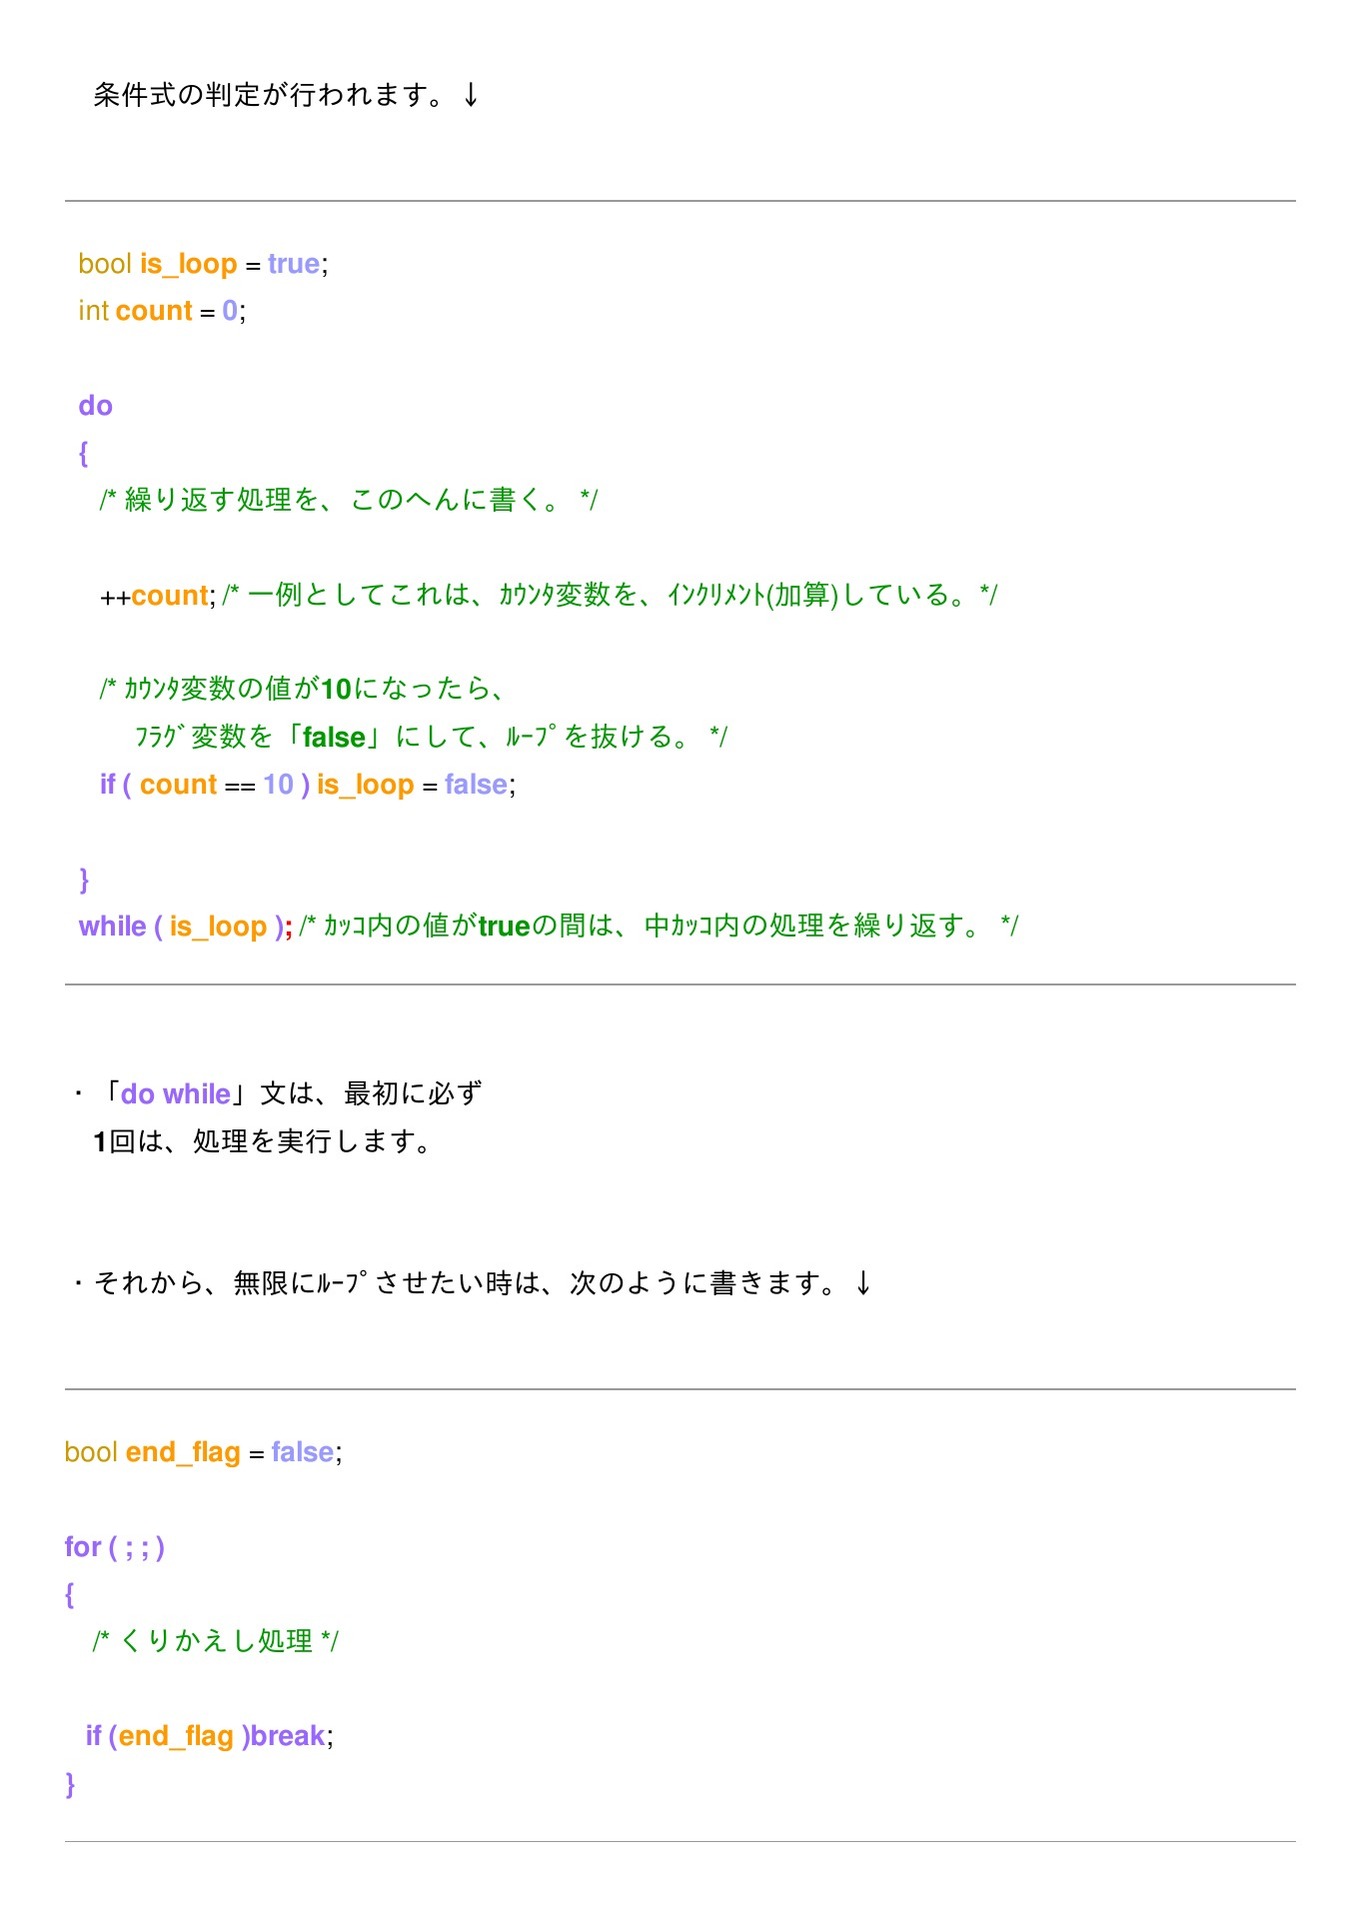 条件式の判定が行われます。↓
bool is_loop = true;
int count = 0;
do
{
/* 繰り返す処理を、このへんに書く。 */
++count; /* 一例としてこれは、ｶｳﾝﾀ変数を、ｲﾝｸﾘﾒﾝﾄ(加算)している。*/
/* ｶｳﾝﾀ変数の値が10になったら、
ﾌﾗｸﾞ変数を「false」にして、ﾙｰﾌﾟを抜ける。 */
if ( count == 10 ) is_loop = false;
}
while ( is_loop ); /* ｶｯｺ内の値がtrueの間は、中ｶｯｺ内の処理を繰り返す。 */
・「do while」文は、最初に必ず
1回は、処理を実行します。
・それから、無限にﾙｰﾌﾟさせたい時は、次のように書きます。↓
bool end_flag = false;
for ( ; ; )
{
/* くりかえし処理 */
if (end_flag )break;
}